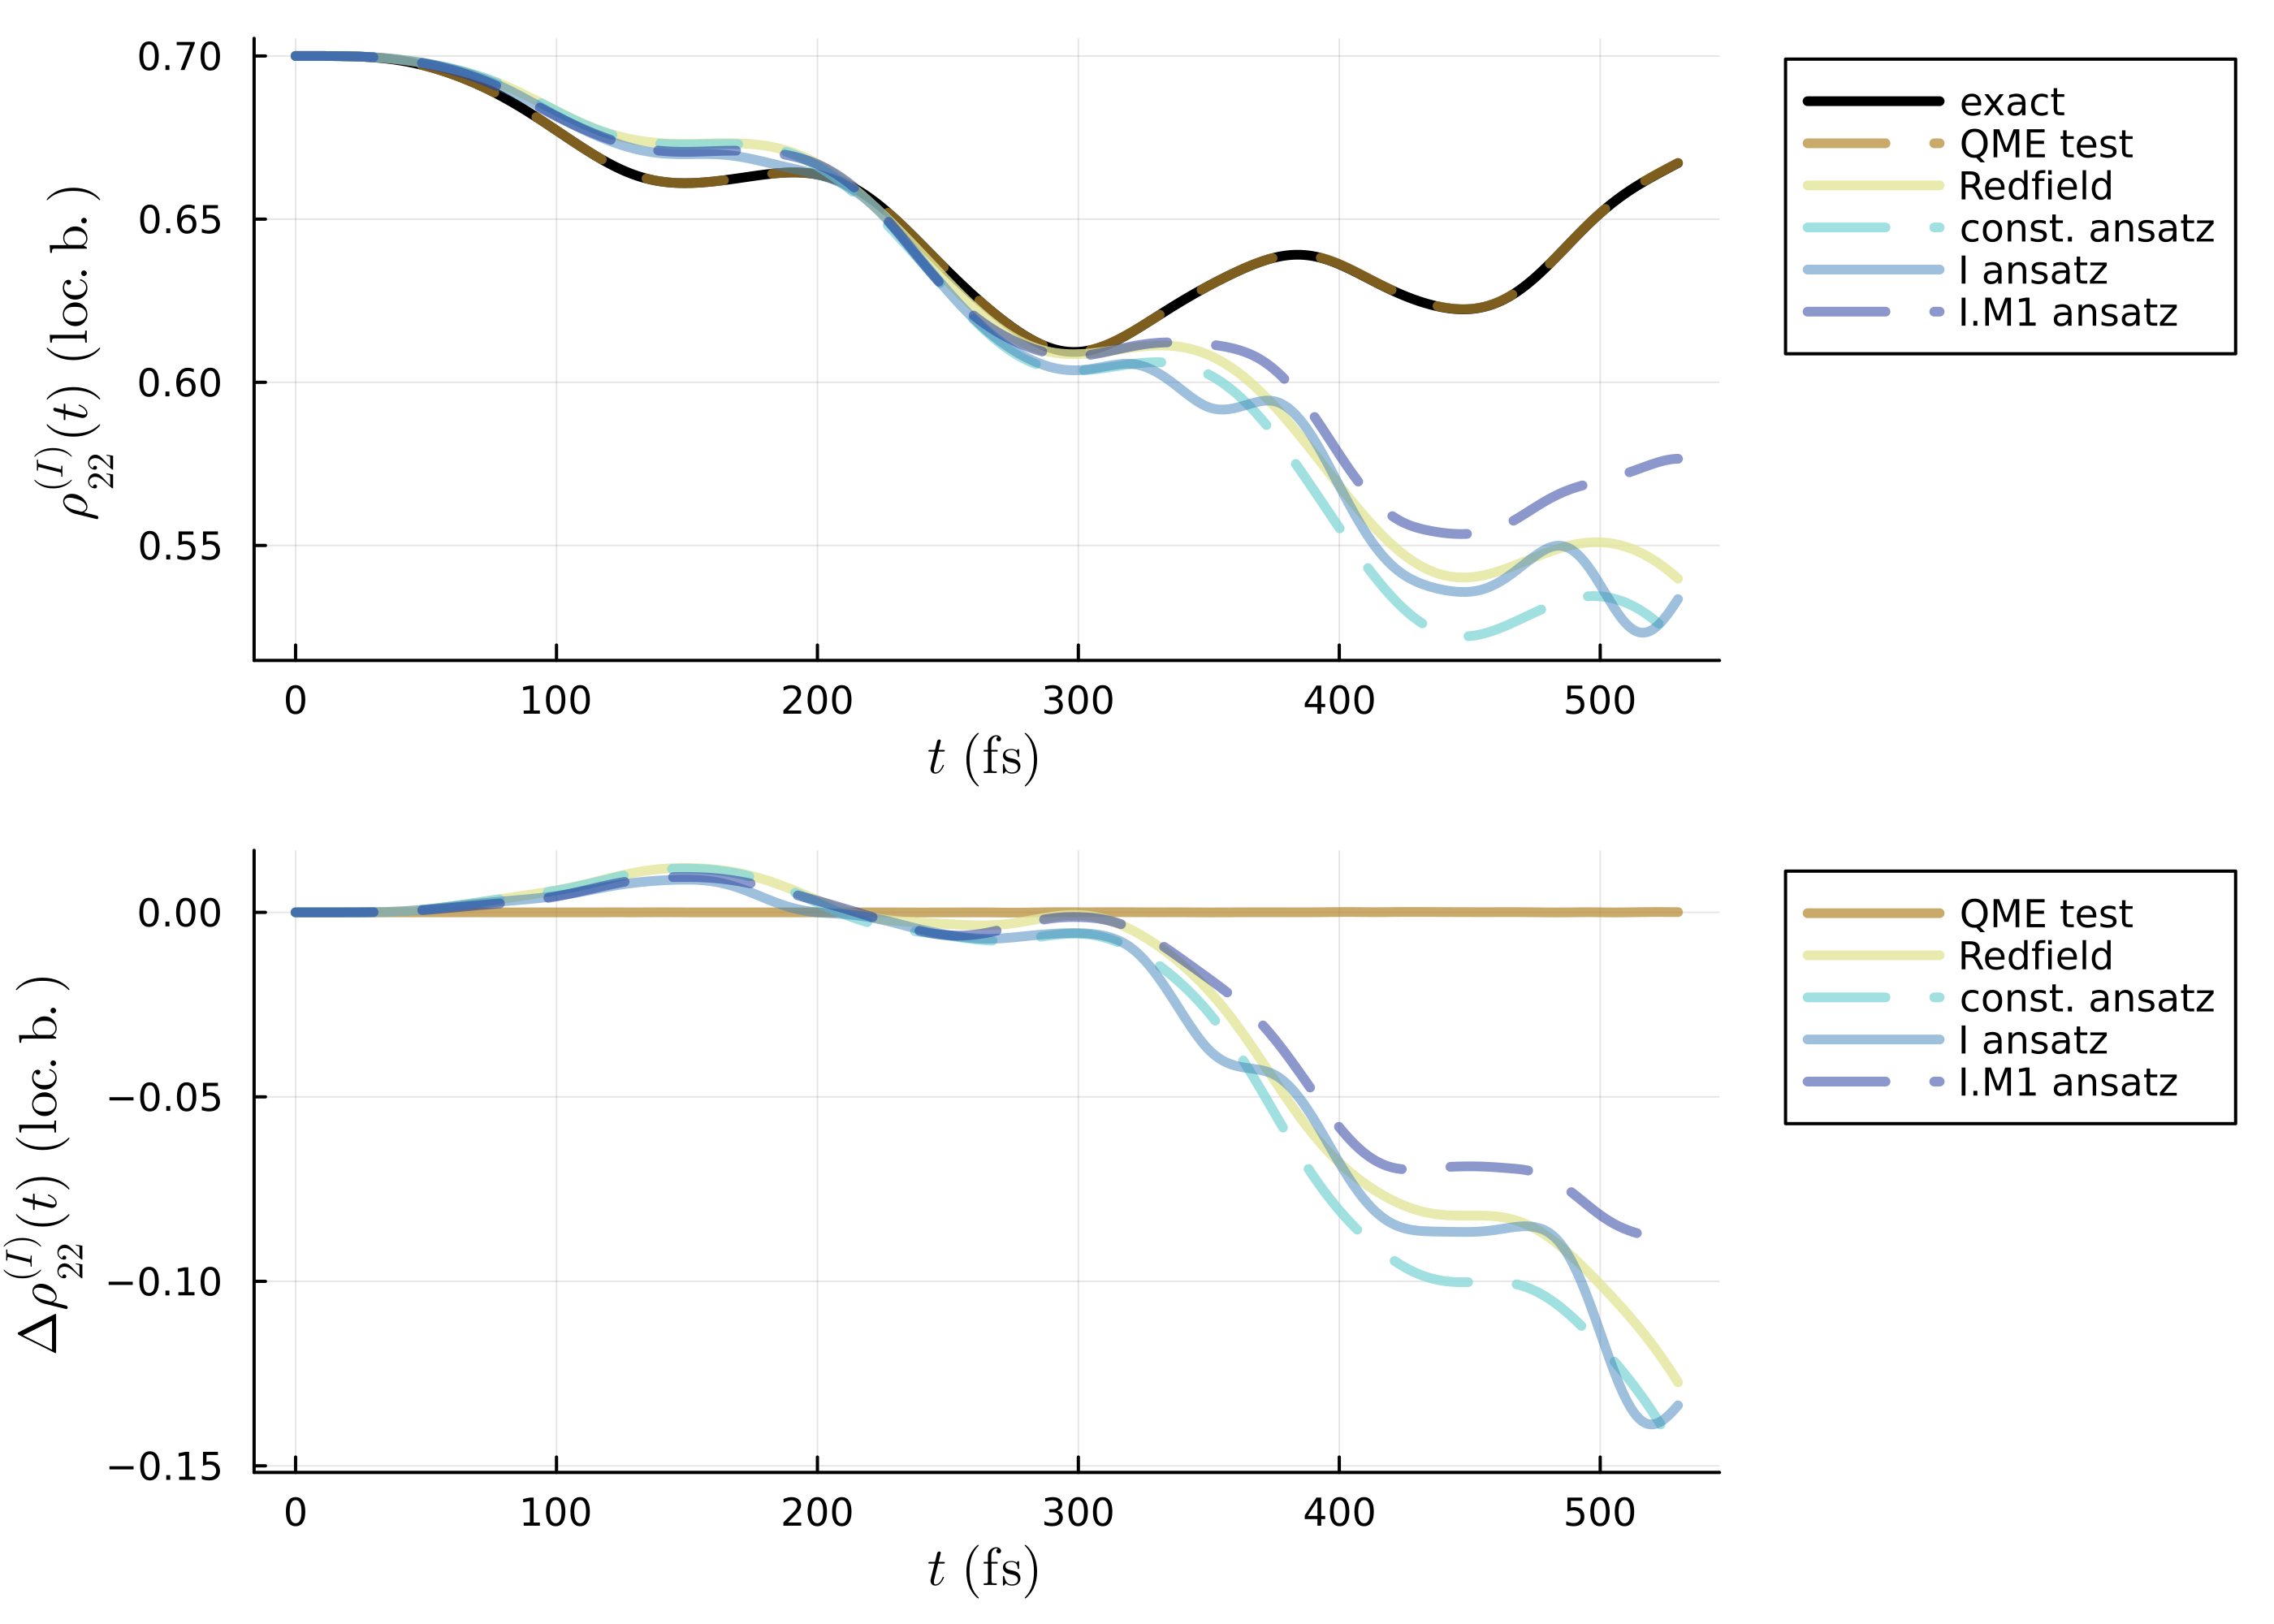 ρ₂₂⁽ᴵ⁾(t) (loc. b. )
0.70
0.65
0.60
0.55
0
100
200
300
400
500
t (fs)
exact
QME test
Redfield
const. ansatz
I ansatz
I.M1 ansatz
Δρ₂₂⁽ᴵ⁾(t) (loc. b. )
0.00
−0.05
−0.10
−0.15
0
100
200
300
400
500
t (fs)
QME test
Redfield
const. ansatz
I ansatz
I.M1 ansatz